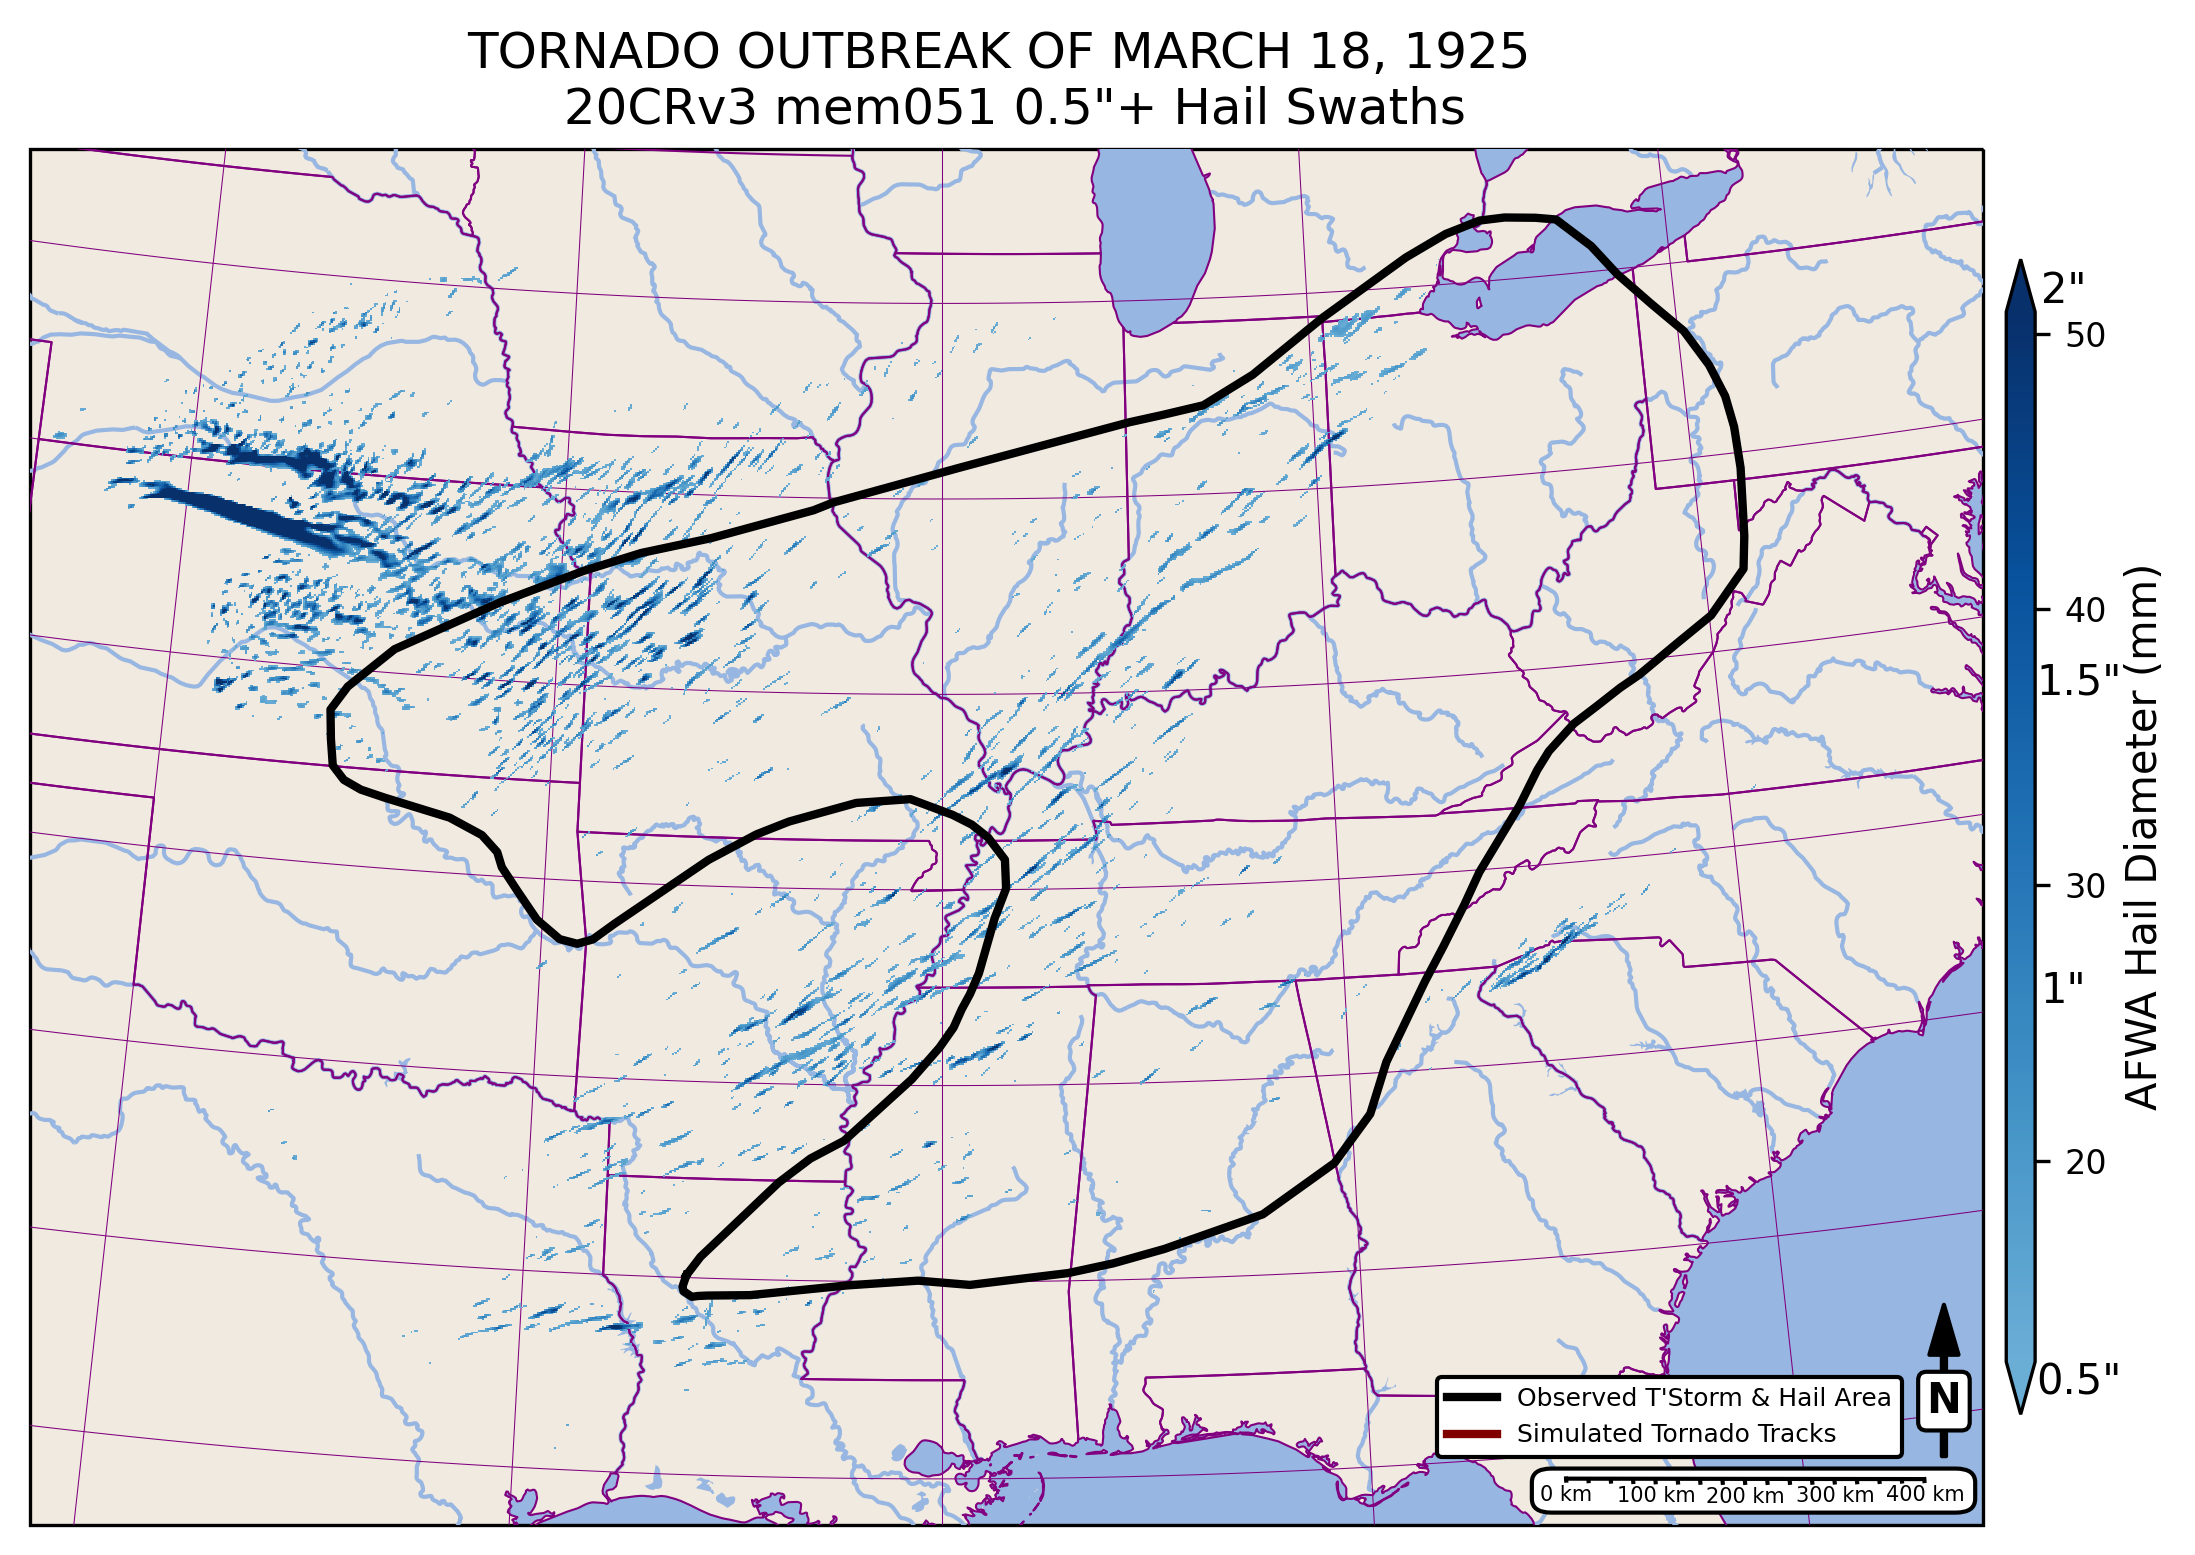 TORNADO OUTBREAK OF MARCH 18, 1925
20CRv3 mem051 0.5"+ Hail Swaths
2"
50
40
1.5"
30
1"
20
0.5"
AFWA Hail Diameter (mm)
Observed T'Storm & Hail Area
Simulated Tornado Tracks
N
0 km 100 km 200 km 300 km 400 km